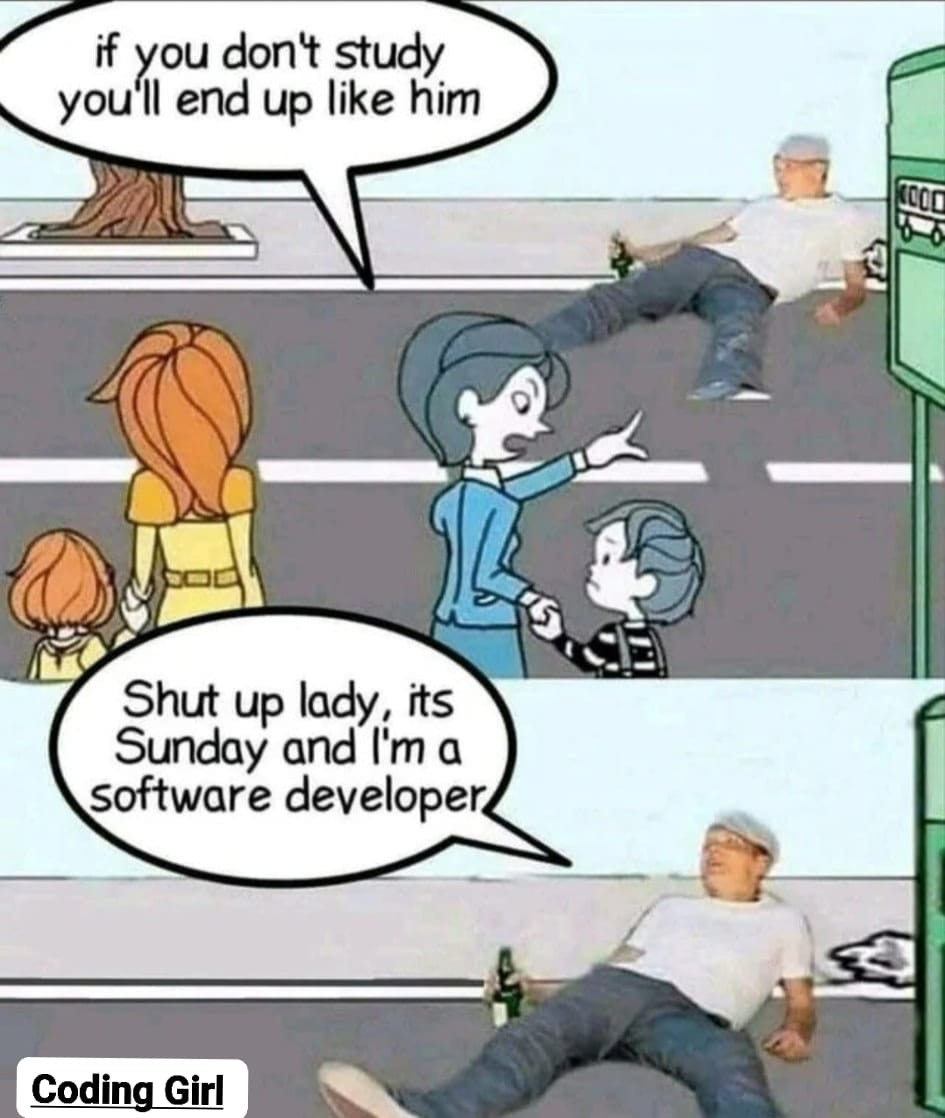 if you don't study
you'll end up like him
Shut up lady, its
Sunday and I'm a
software developer
Coding Girl